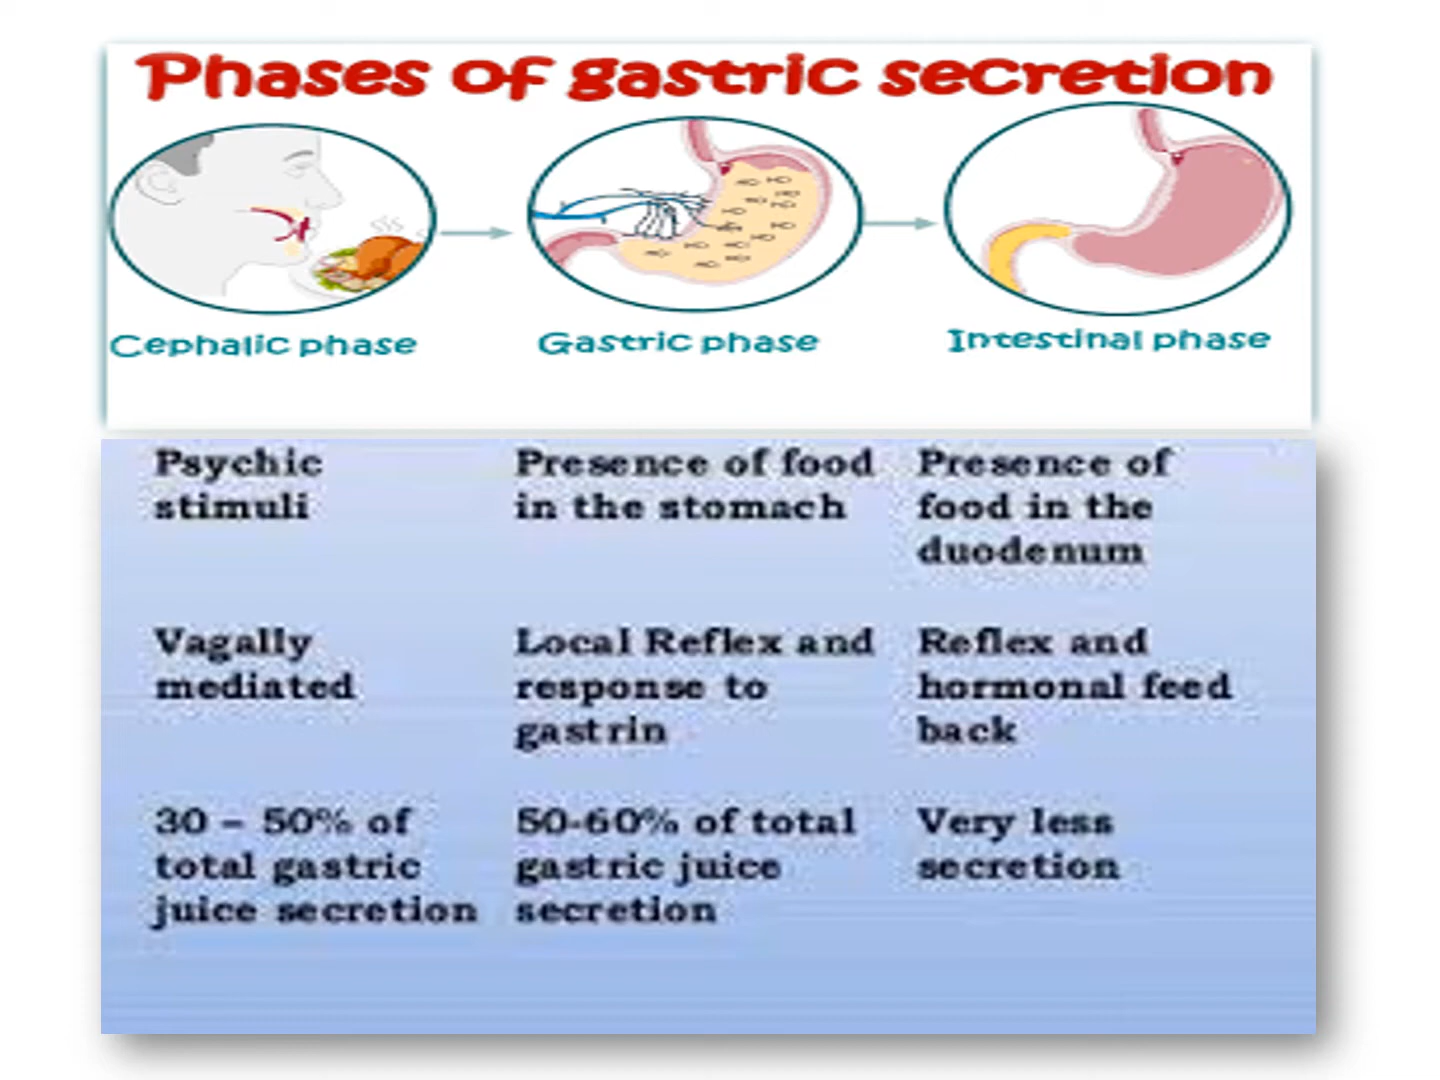 Phases of gastric secretion
Cephalic phase
Gastric phase
Intestinal phase
Psychic
stimuli
Presence of food
in the stomach
Presence of
food in the
duodenum
Vagally
mediated
Local Reflex and
response to
gastrin
Reflex and
hormonal feed
back
30 – 50% of
total gastric
juice secretion
50-60% of total
gastric juice
secretion
Very less
secretion